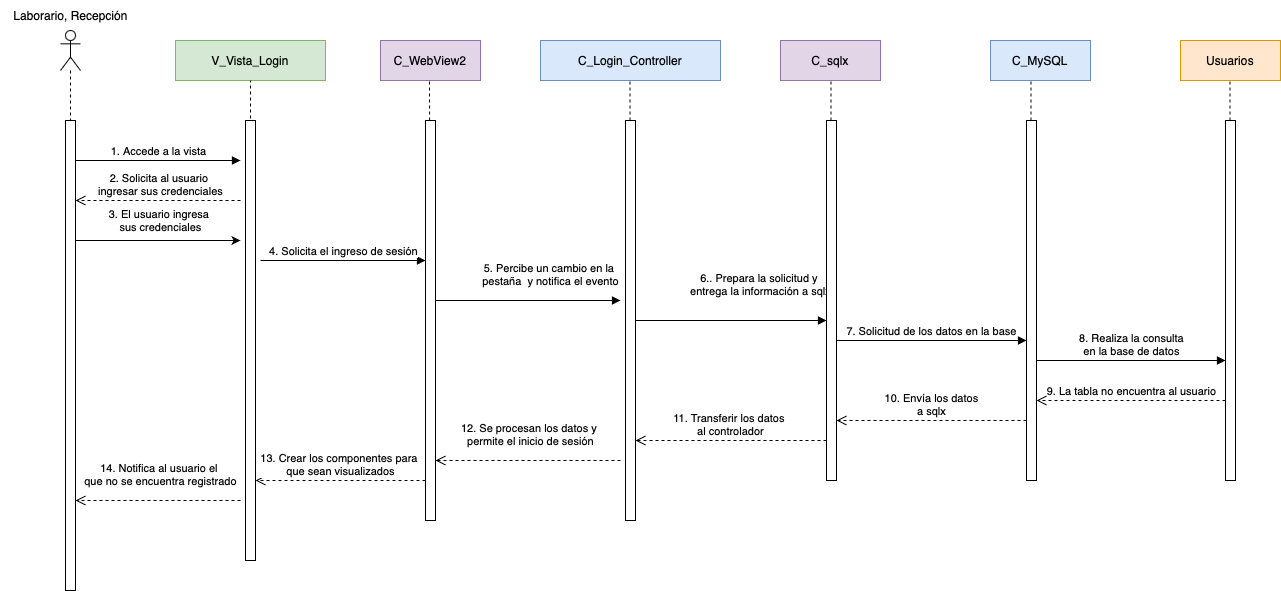 Laborario, Recepción
V_Vista_Login
C_WebView2
C_Login_Controller
C_sqlx
C_MySQL
Usuarios
1. Accede a la vista
2. Solicita al usuario
ingresar sus credenciales
3. El usuario ingresa
sus credenciales
4. Solicita el ingreso de sesión
5. Percibe un cambio en la
pestaña y notifica el evento
6.. Prepara la solicitud y
entrega la información a sql
7. Solicitud de los datos en la base
8. Realiza la consulta
en la base de datos
9. La tabla no encuentra al usuario
10. Envía los datos
a sqlx
11. Transferir los datos
al controlador
12. Se procesan los datos y
permite el inicio de sesión
13. Crear los componentes para
que sean visualizados
14. Notifica al usuario el
que no se encuentra registrado